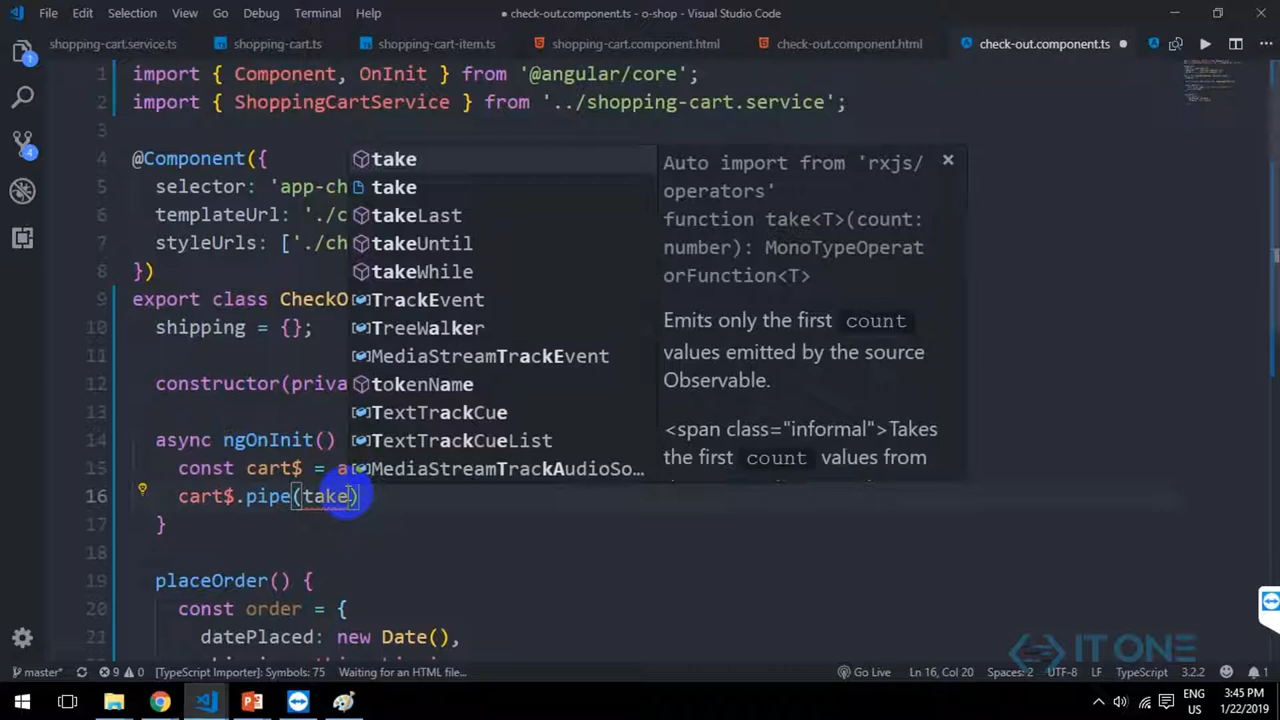 File Edit Selection View Go Debug Terminal Help
● check-out.component.ts - o-shop - Visual Studio Code
shopping-cart.service.ts
shopping-cart.ts
shopping-cart-item.ts
shopping-cart.component.html
check-out.component.html
check-out.component.ts ●
1 import { Component, OnInit } from '@angular/core';
2 import { ShoppingCartService } from '../shopping-cart.service';
3
4 @Component({
5 selector: 'app-ch
6 templateUrl: './c
7 styleUrls: ['./ch
8 })
9 export class CheckO
10 shipping = {};
11
12 constructor(priva
13
14 async ngOnInit()
15 const cart$ = a
16 cart$.pipe(take)
17 }
18
19 placeOrder() {
20 const order = {
21 datePlaced: new Date(),
take
take
takeLast
takeUntil
takeWhile
TrackEvent
TreeWalker
MediaStreamTrackEvent
tokenName
TextTrackCue
TextTrackCueList
MediaStreamTrackAudioSo...
Auto import from 'rxjs/
operators'
function take<T>(count:
number): MonoTypeOperat
orFunction<T>
Emits only the first count
values emitted by the source
Observable.
<span class="informal">Takes
the first count values from
1
4
IT ONE
master* 9 0 [TypeScript Importer]: Symbols: 75 Waiting for an HTML file...
Go Live Ln 16, Col 20 Spaces: 2 UTF-8 LF TypeScript 3.2.2 1
ENG
US
3:45 PM
1/22/2019